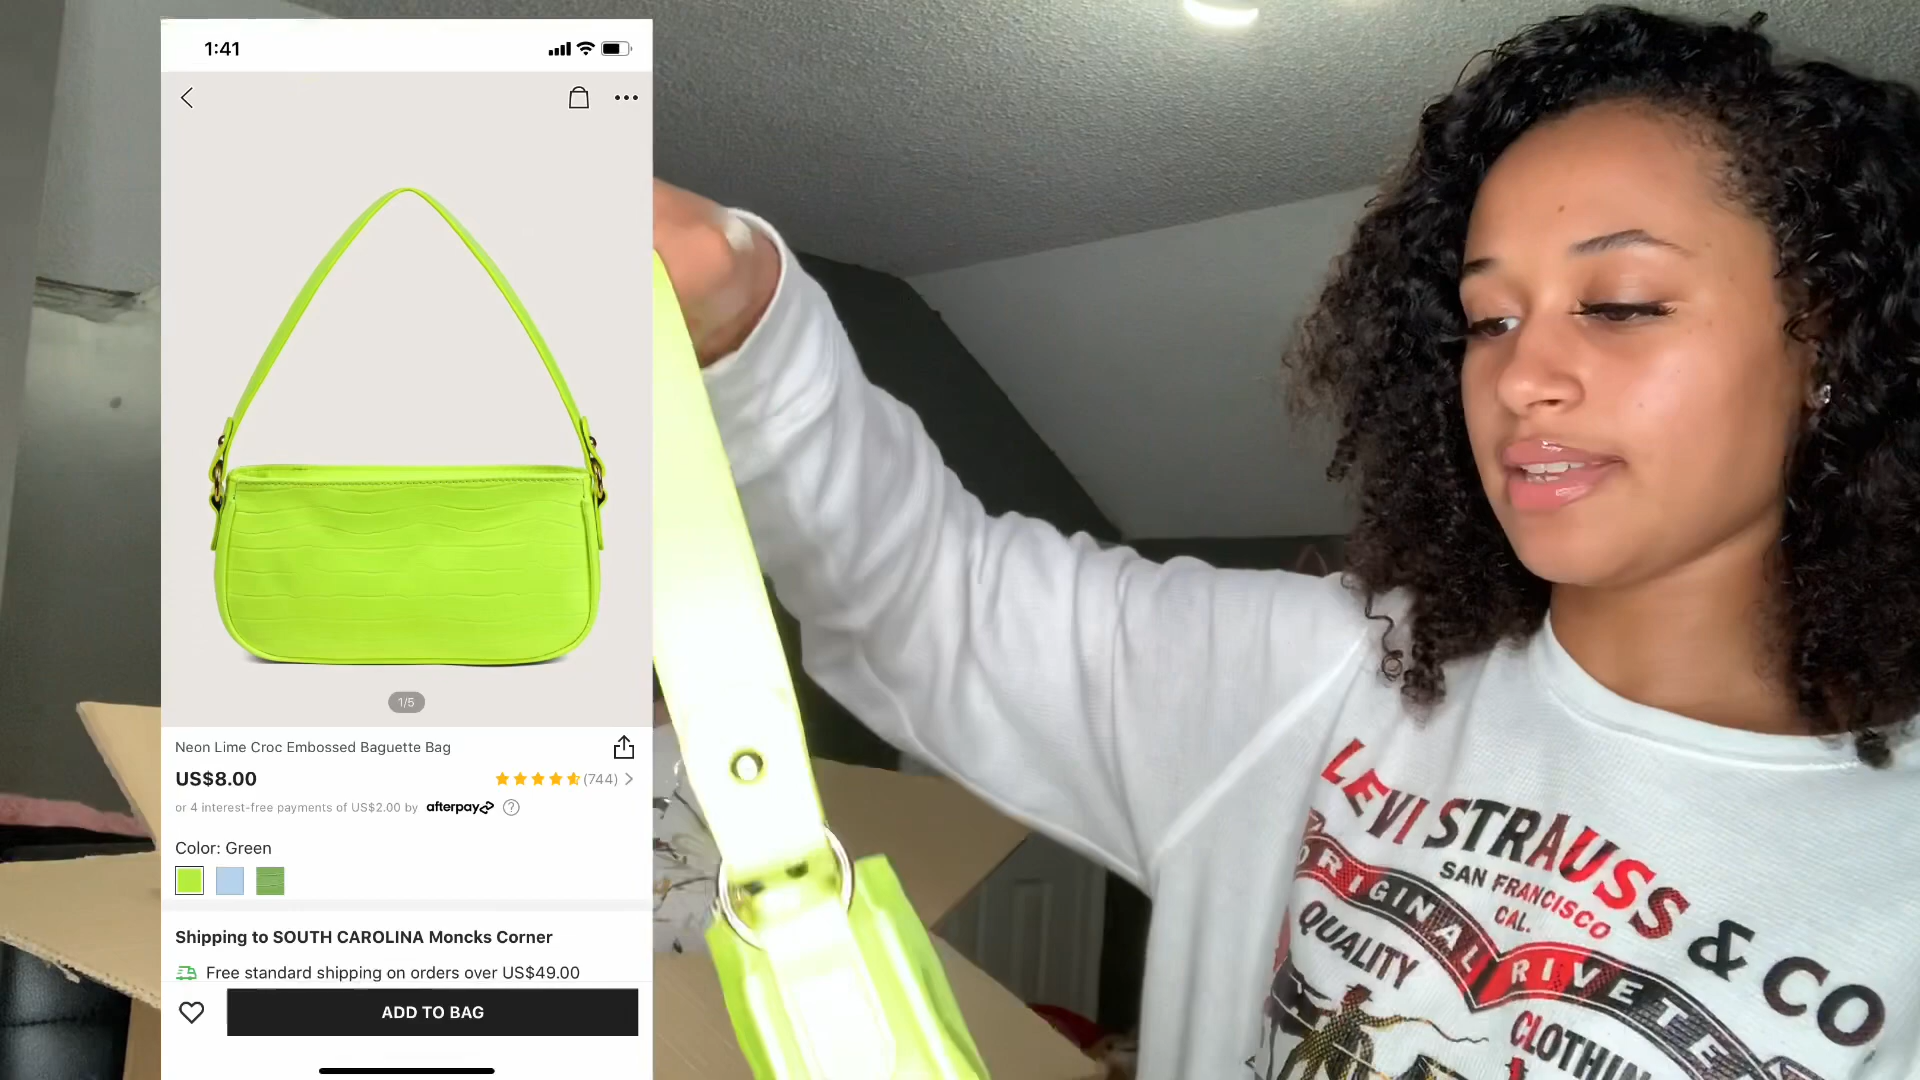 1:41
1/5
Neon Lime Croc Embossed Baguette Bag
US$8.00
(744)
or 4 interest-free payments of US$2.00 by afterpay
?
Color: Green
Shipping to SOUTH CAROLINA Moncks Corner
Free standard shipping on orders over US$49.00
ADD TO BAG
LEVI STRAUSS & CO
SAN FRANCISCO
CAL.
ORIGINAL RIVETE
QUALITY
CLOTHIN